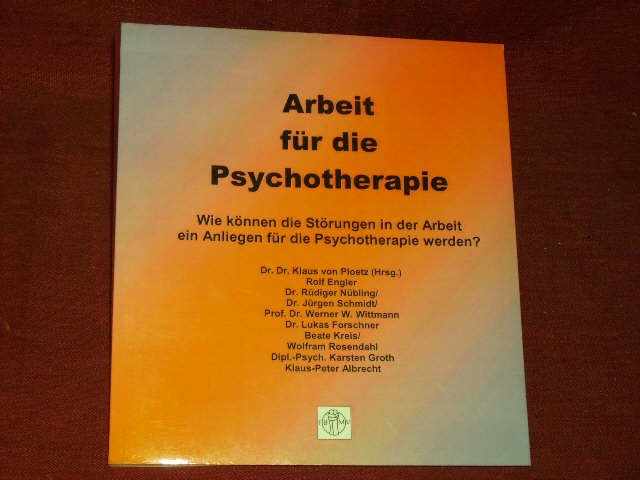 Arbeit
für die
Psychotherapie
Wie können die Störungen in der Arbeit
ein Anliegen für die Psychotherapie werden?
Dr. Dr. Klaus von Ploetz (Hrsg.)
Rolf Engler
Dr. Rüdiger Nübling/
Dr. Jürgen Schmidt/
Prof. Dr. Werner W. Wittmann
Dr. Lukas Forschner
Beate Kreis/
Wolfram Rosendahl
Dipl.-Psych. Karsten Groth
Klaus-Peter Albrecht